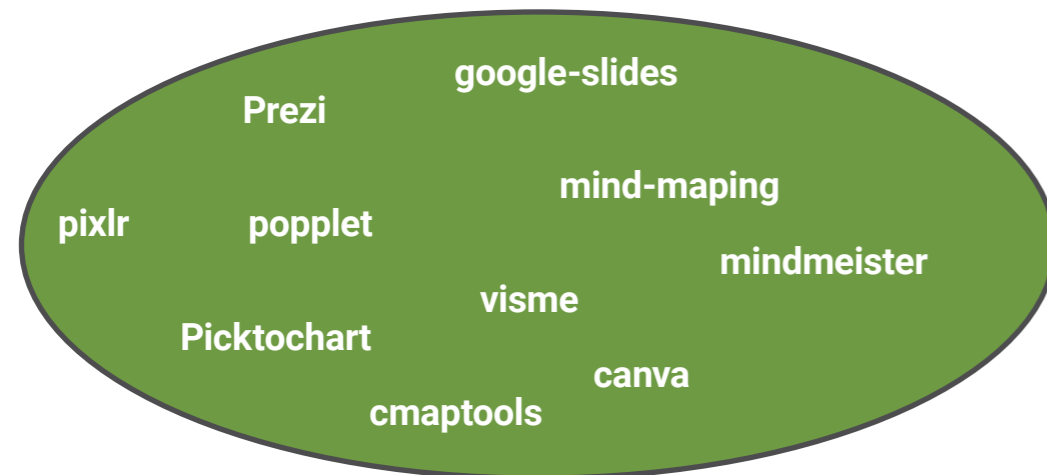 google-slides
Prezi
mind-maping
pixlr
popplet
mindmeister
visme
Picktochart
canva
cmaptools